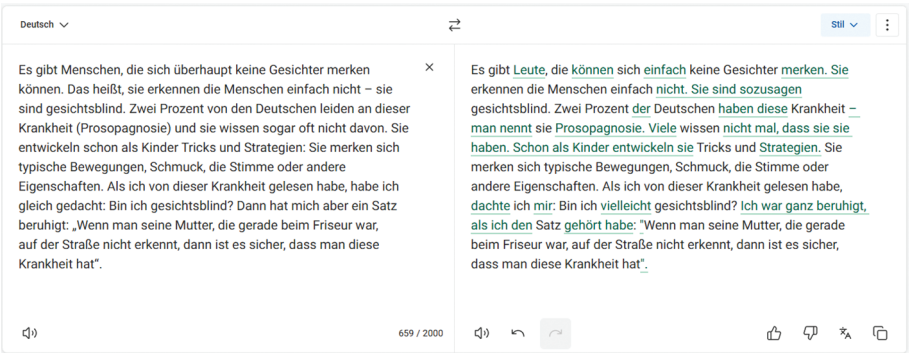 Deutsch
Stil
Es gibt Menschen, die sich überhaupt keine Gesichter merken
können. Das heißt, sie erkennen die Menschen einfach nicht – sie
sind gesichtsblind. Zwei Prozent von den Deutschen leiden an dieser
Krankheit (Prosopagnosie) und sie wissen sogar oft nicht davon. Sie
entwickeln schon als Kinder Tricks und Strategien: Sie merken sich
typische Bewegungen, Schmuck, die Stimme oder andere
Eigenschaften. Als ich von dieser Krankheit gelesen habe, habe ich
gleich gedacht: Bin ich gesichtsblind? Dann hat mich aber ein Satz
beruhigt: „Wenn man seine Mutter, die gerade beim Friseur war,
auf der Straße nicht erkennt, dann ist es sicher, dass man diese
Krankheit hat“.
659 / 2000
Es gibt Leute, die können sich einfach keine Gesichter merken. Sie
erkennen die Menschen einfach nicht. Sie sind sozusagen
gesichtsblind. Zwei Prozent der Deutschen haben diese Krankheit –
man nennt sie Prosopagnosie. Viele wissen nicht mal, dass sie sie
haben. Schon als Kinder entwickeln sie Tricks und Strategien. Sie
merken sich typische Bewegungen, Schmuck, die Stimme oder
andere Eigenschaften. Als ich von dieser Krankheit gelesen habe,
dachte ich mir: Bin ich vielleicht gesichtsblind? Ich war ganz beruhigt,
als ich den Satz gehört habe: "Wenn man seine Mutter, die gerade
beim Friseur war, auf der Straße nicht erkennt, dann ist es sicher,
dass man diese Krankheit hat".